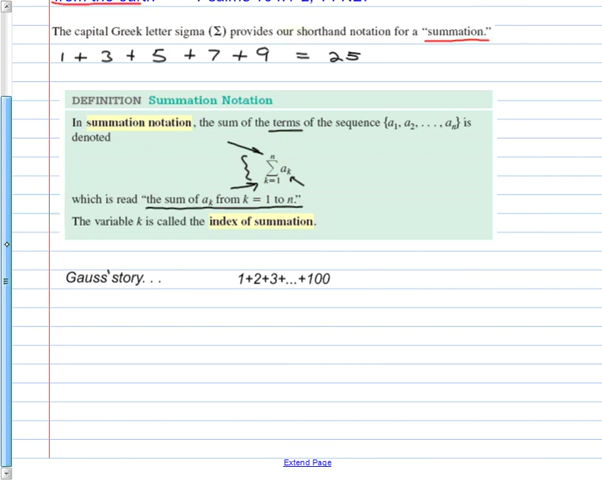 The capital Greek letter sigma (Σ) provides our shorthand notation for a “summation.”
1 + 3 + 5 + 7 + 9 = 25
DEFINITION Summation Notation
In summation notation, the sum of the terms of the sequence {a₁, a₂, . . . , aₙ} is
denoted
n
∑ aₖ
k=1
which is read “the sum of aₖ from k = 1 to n.”
The variable k is called the index of summation.
Gauss' story. . . 1+2+3+...+100
Extend Page